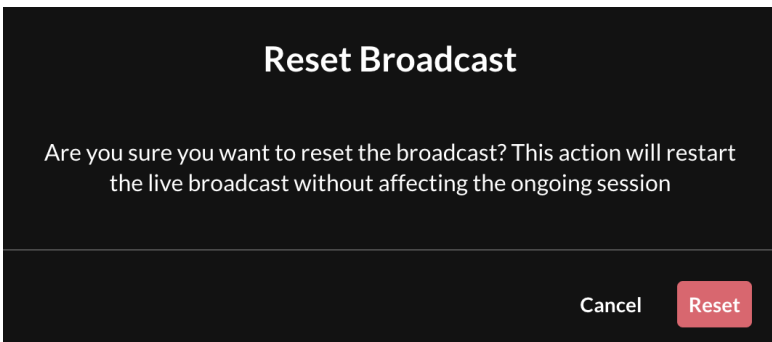 Reset Broadcast
Are you sure you want to reset the broadcast? This action will restart
the live broadcast without affecting the ongoing session
Cancel
Reset